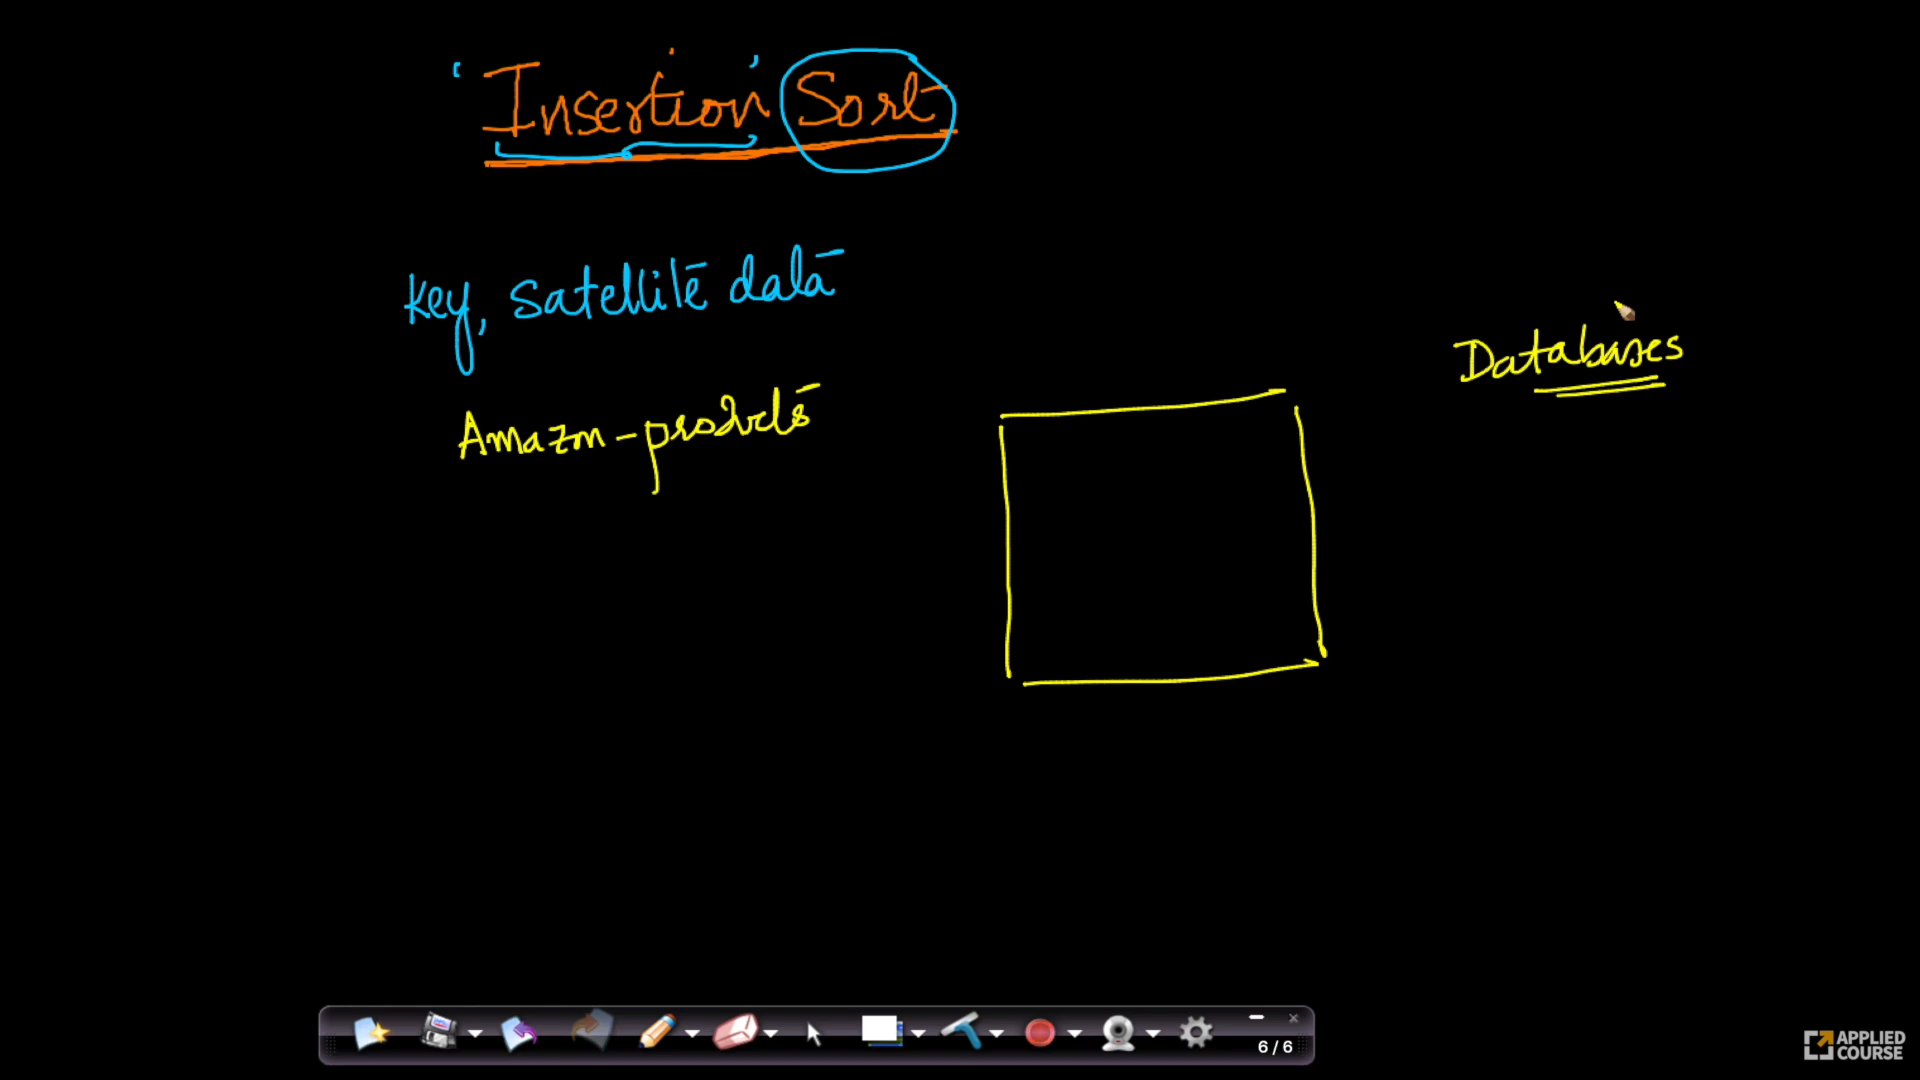 'Insertion' Sort
Key, Satellite data
Databases
Amazon-products
6/6
APPLIED
COURSE